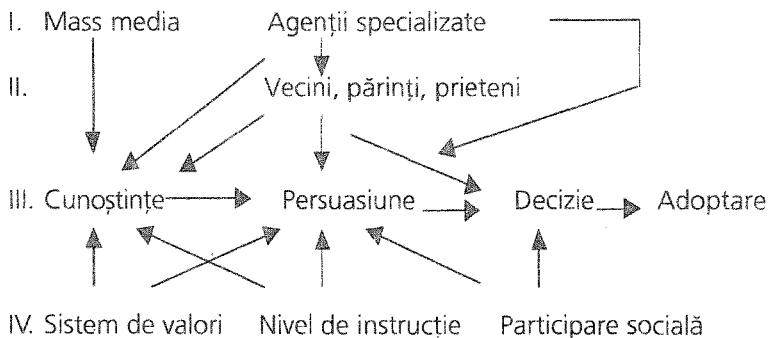 I. Mass media Agenții specializate
II. Vecini, părinți, prieteni
III. Cunoștințe Persuasiune Decizie Adoptare
IV. Sistem de valori Nivel de instrucție Participare socială